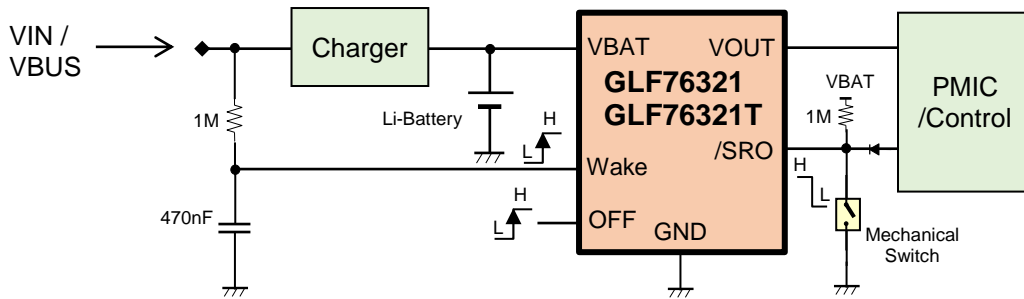 VIN /
VBUS
Charger
1M
470nF
Li-Battery
H
L
H
L
VBAT
VOUT
GLF76321
GLF76321T
/SRO
Wake
OFF
GND
VBAT
1M
H
L
Mechanical
Switch
PMIC
/Control